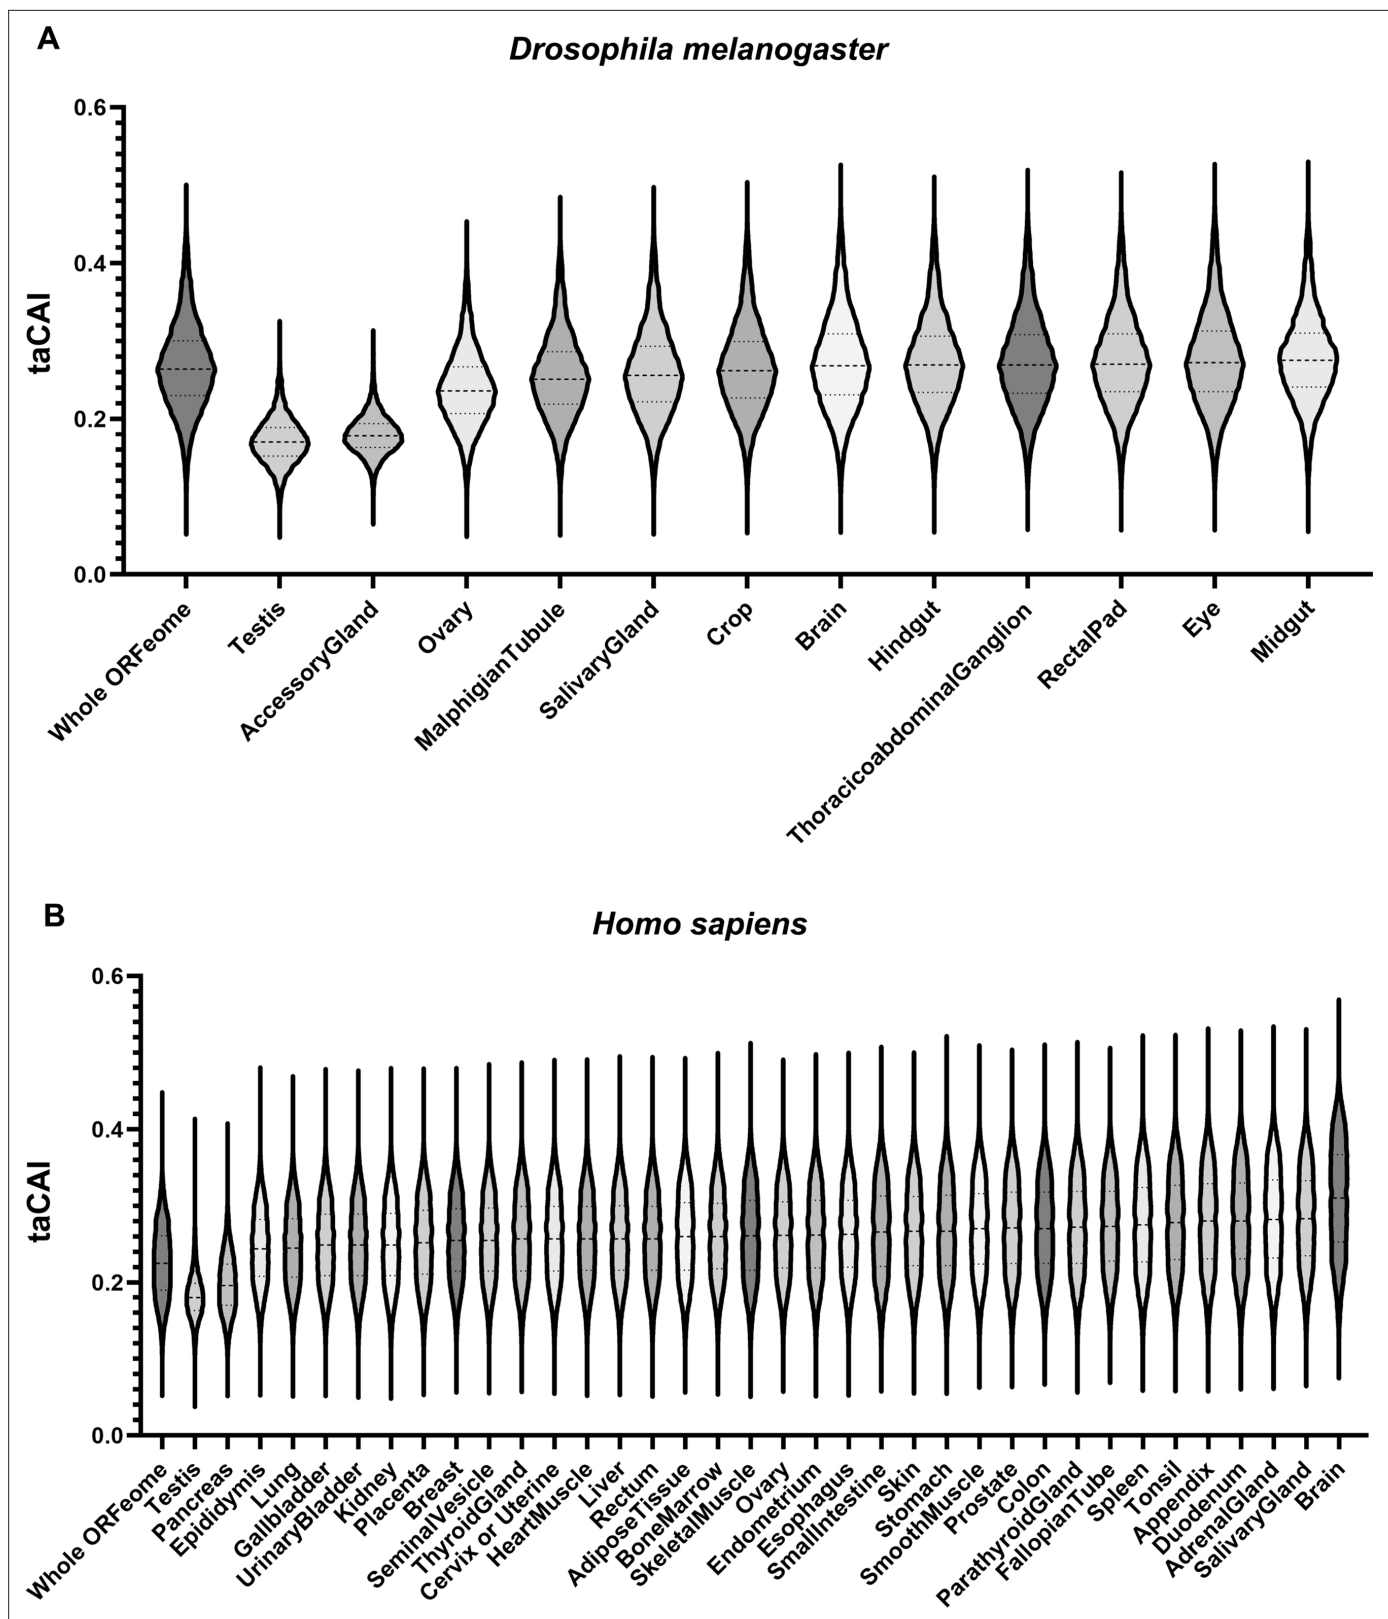 A
Drosophila melanogaster
taCAI
0.6
0.4
0.2
0.0
Whole ORFeome
Testis
AccessoryGland
Ovary
MalphigianTubule
SalivaryGland
Crop
Brain
Hindgut
ThoracicoabdominalGanglion
RectalPad
Eye
Midgut
B
Homo sapiens
taCAI
0.6
0.4
0.2
0.0
Whole ORFeome
Testis
Pancreas
Epididymis
Lung
Gallbladder
UrinaryBladder
Kidney
Placenta
Breast
SeminalVesicle
ThyroidGland
Cervix or Uterine
HeartMuscle
Liver
Rectum
AdiposeTissue
BoneMarrow
SkeletalMuscle
Ovary
Endometrium
Esophagus
SmallIntestine
Skin
Stomach
SmoothMuscle
Prostate
Colon
ParathyroidGland
FallopianTube
Spleen
Tonsil
Appendix
Duodenum
AdrenalGland
SalivaryGland
Brain